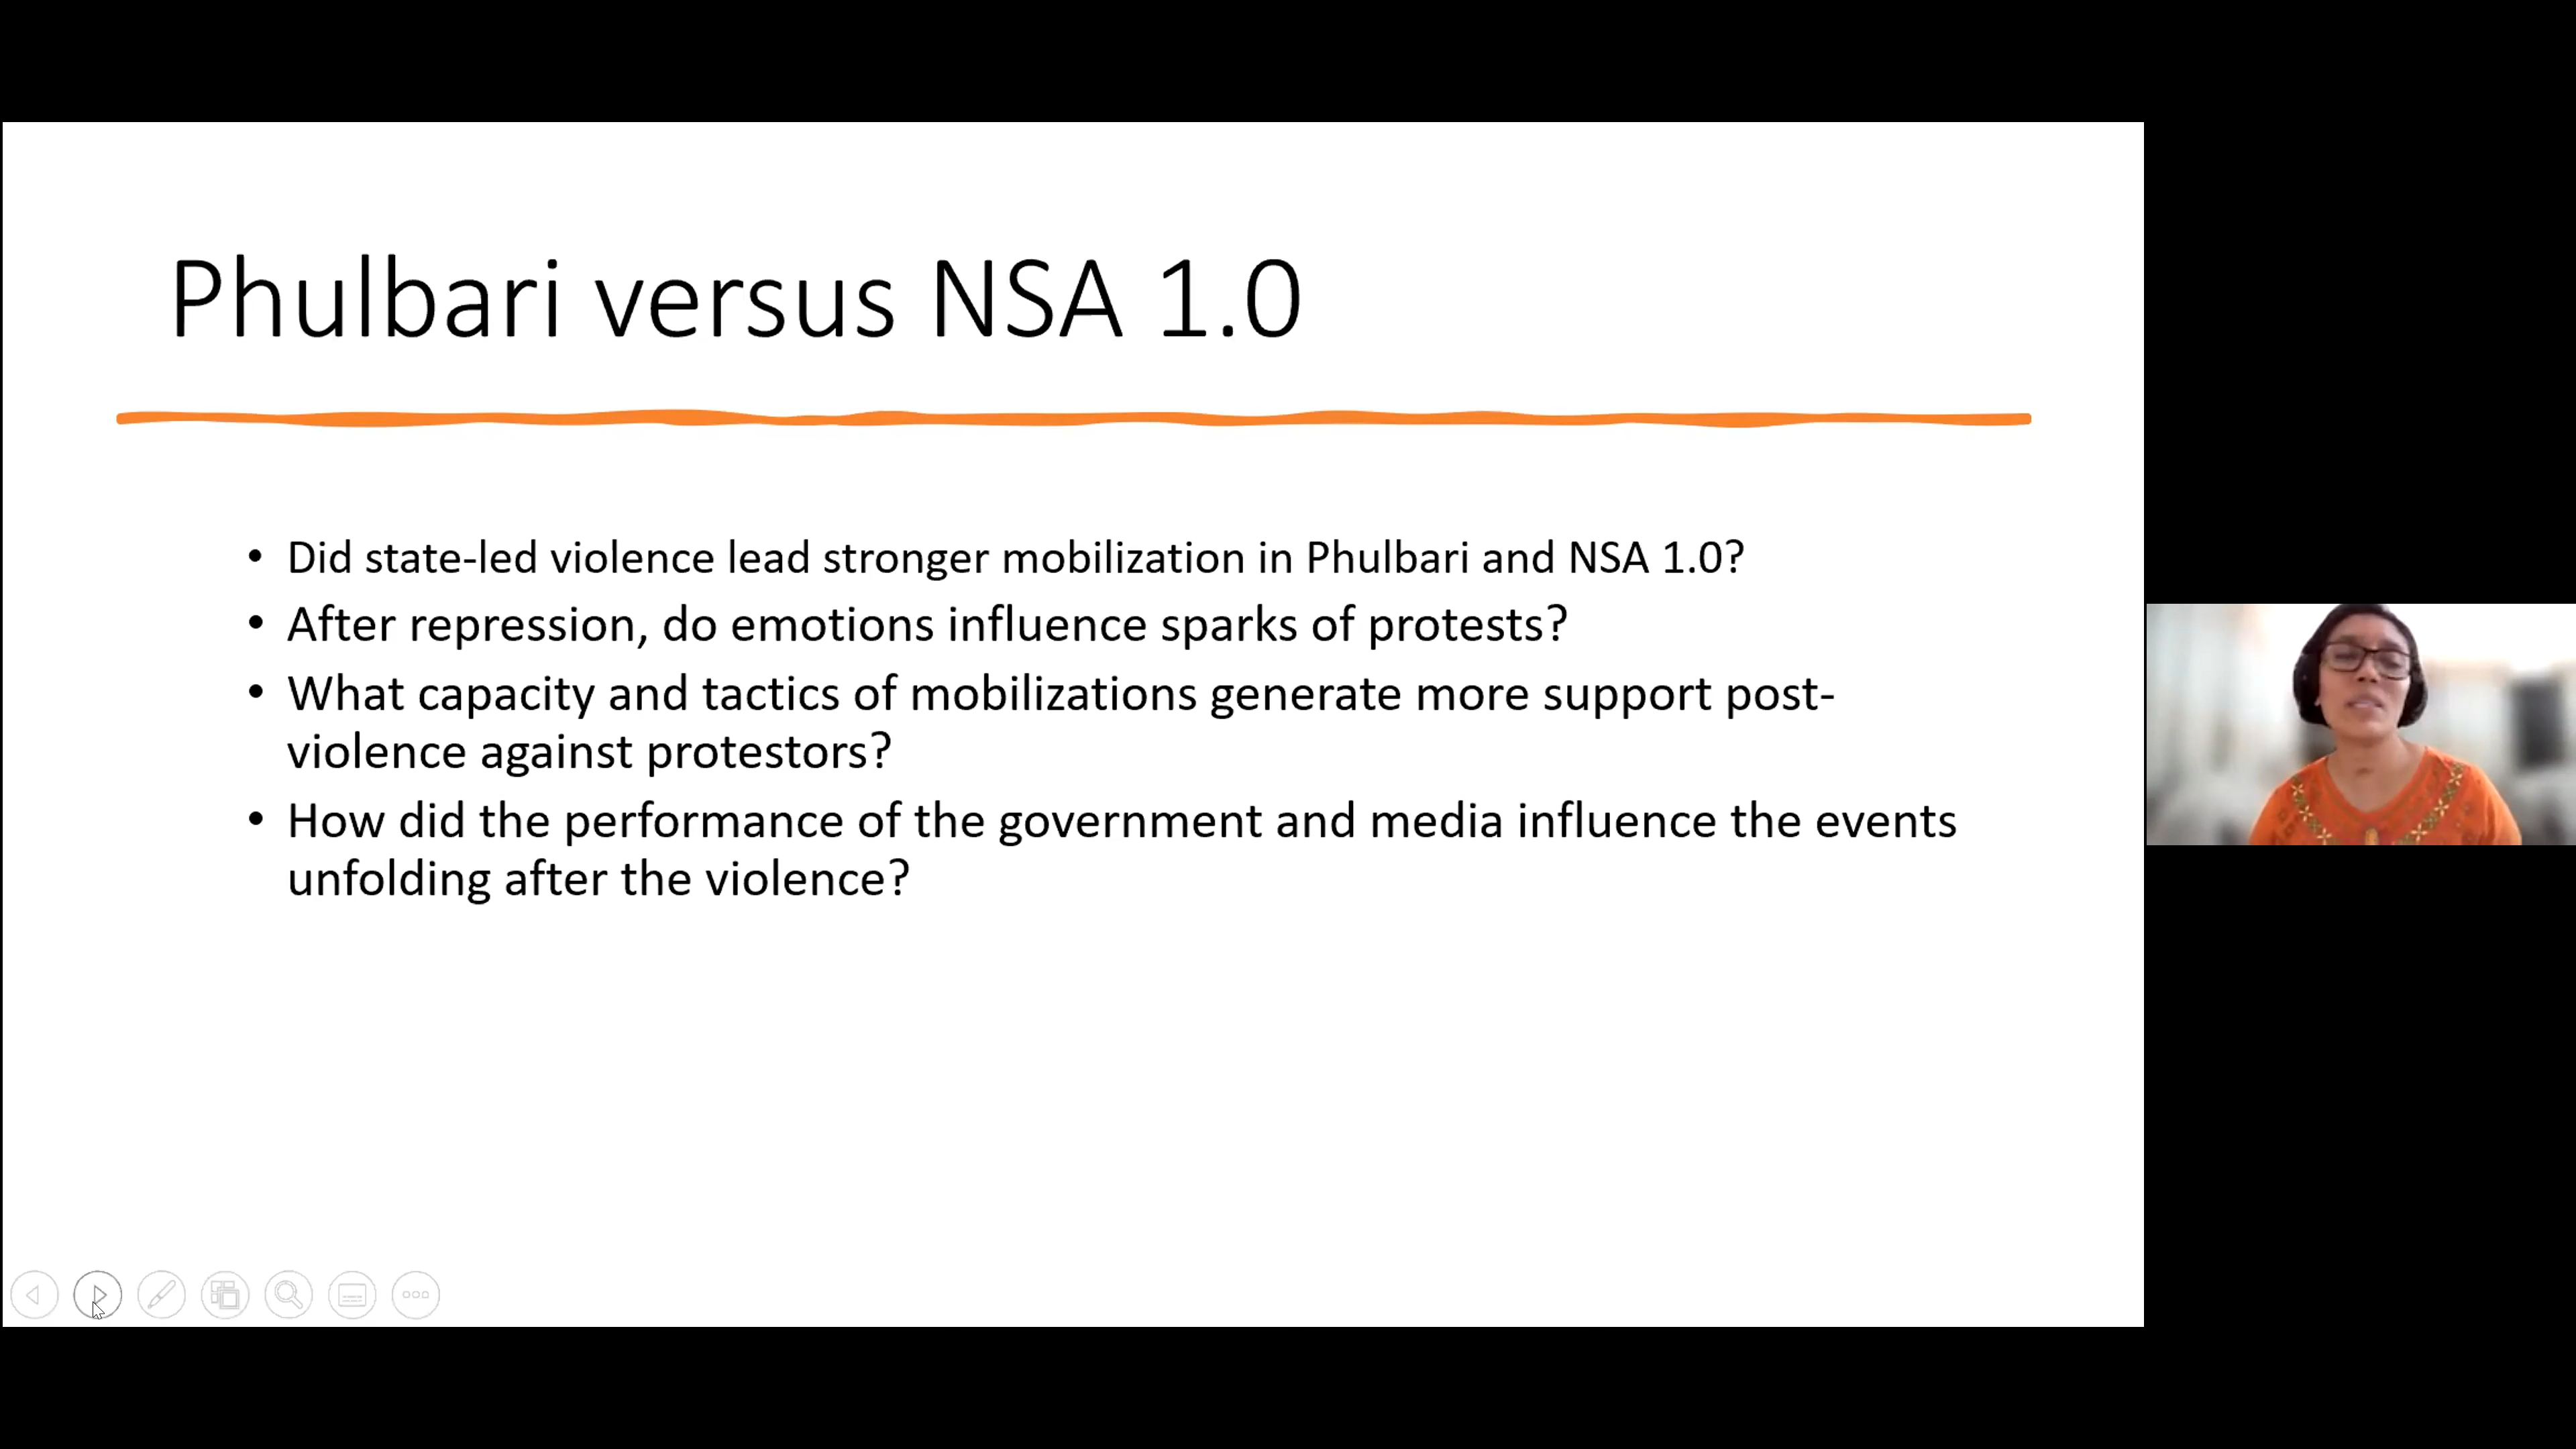 Phulbari versus NSA 1.0
• Did state-led violence lead stronger mobilization in Phulbari and NSA 1.0?
• After repression, do emotions influence sparks of protests?
• What capacity and tactics of mobilizations generate more support post-
violence against protestors?
• How did the performance of the government and media influence the events
unfolding after the violence?